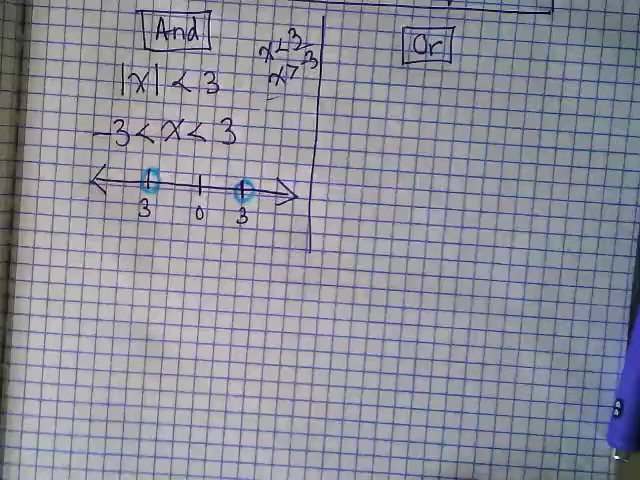 And
x<3
x>-3
|x| < 3
-3 < x < 3
3 0 3
Or